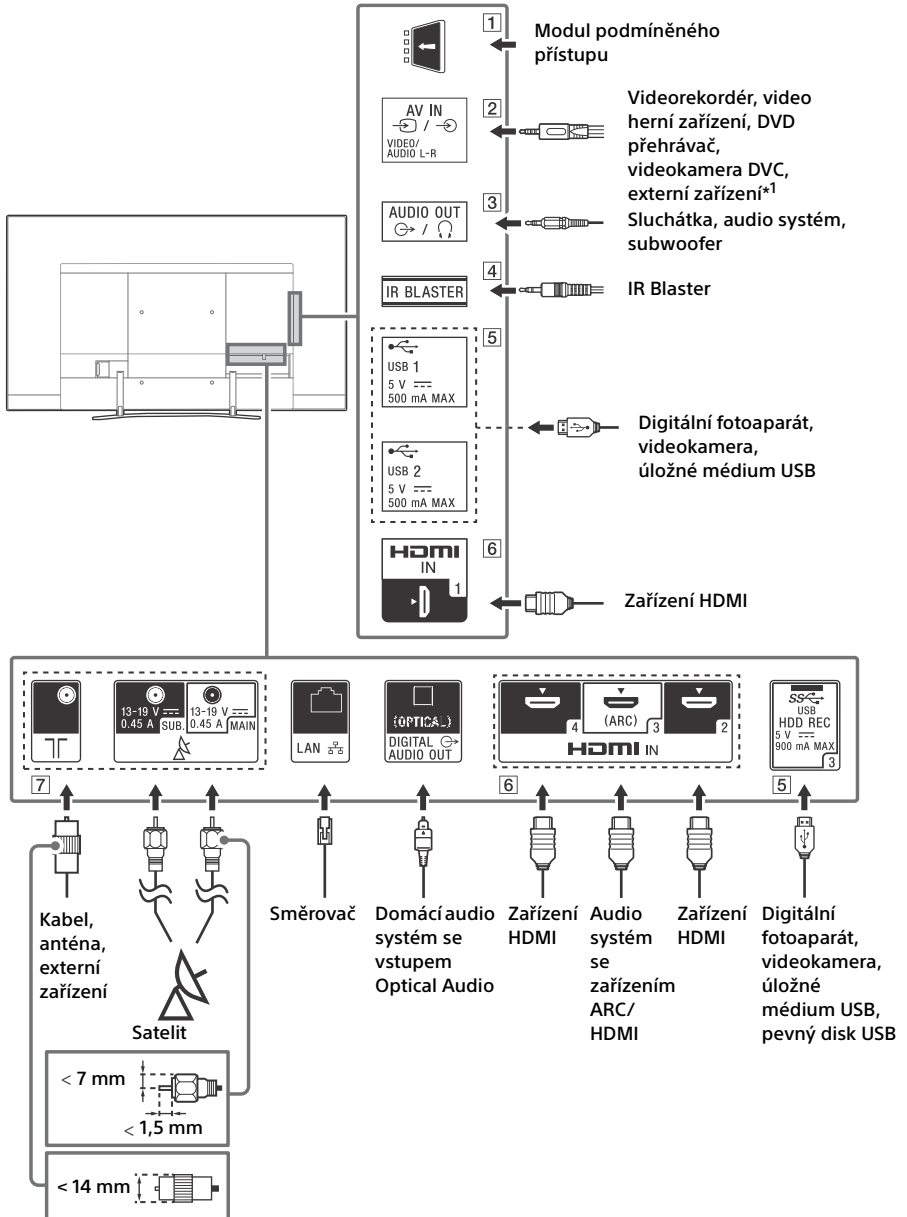 1
Modul podmíněného
přístupu
AV IN
/
VIDEO/
AUDIO L-R
2
Videorekordér, video
herní zařízení, DVD
přehrávač,
videokamera DVC,
externí zařízení*1
AUDIO OUT
/
3
Sluchátka, audio systém,
subwoofer
4
IR BLASTER
IR Blaster
5
USB 1
5 V
500 mA MAX
USB 2
5 V
500 mA MAX
Digitální fotoaparát,
videokamera,
úložné médium USB
6
HDMI
IN
1
Zařízení HDMI
13-19 V
0.45 A SUB.
13-19 V
0.45 A MAIN
LAN
(OPTICAL)
DIGITAL
AUDIO OUT
4
(ARC) 3
2
HDMI IN
SS
USB
HDD REC
5 V
900 mA MAX
3
7
6
5
Kabel,
anténa,
externí
zařízení
Satelit
Směrovač
Domácí audio
systém se
vstupem
Optical Audio
Zařízení
HDMI
Audio
systém
se
zařízením
ARC/
HDMI
Zařízení
HDMI
Digitální
fotoaparát,
videokamera,
úložné
médium USB,
pevný disk USB
< 7 mm
< 1,5 mm
< 14 mm